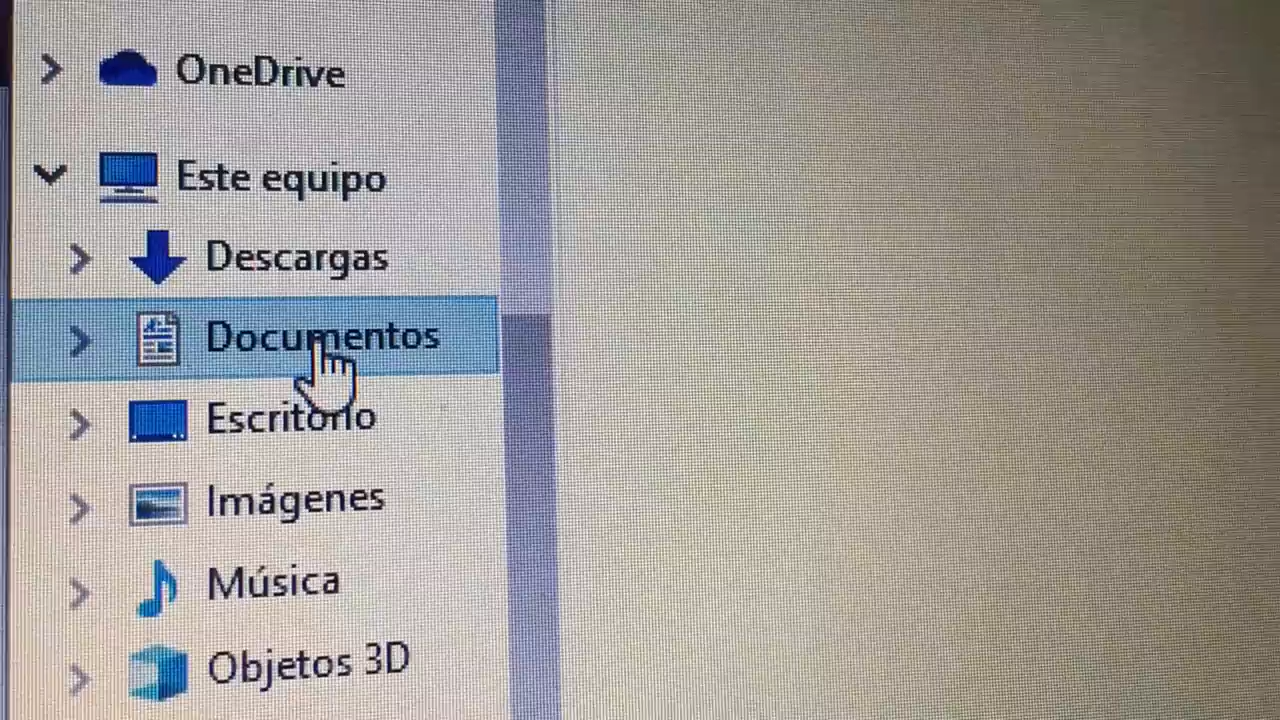 OneDrive
Este equipo
Descargas
Documentos
Escritorio
Imágenes
Música
Objetos 3D